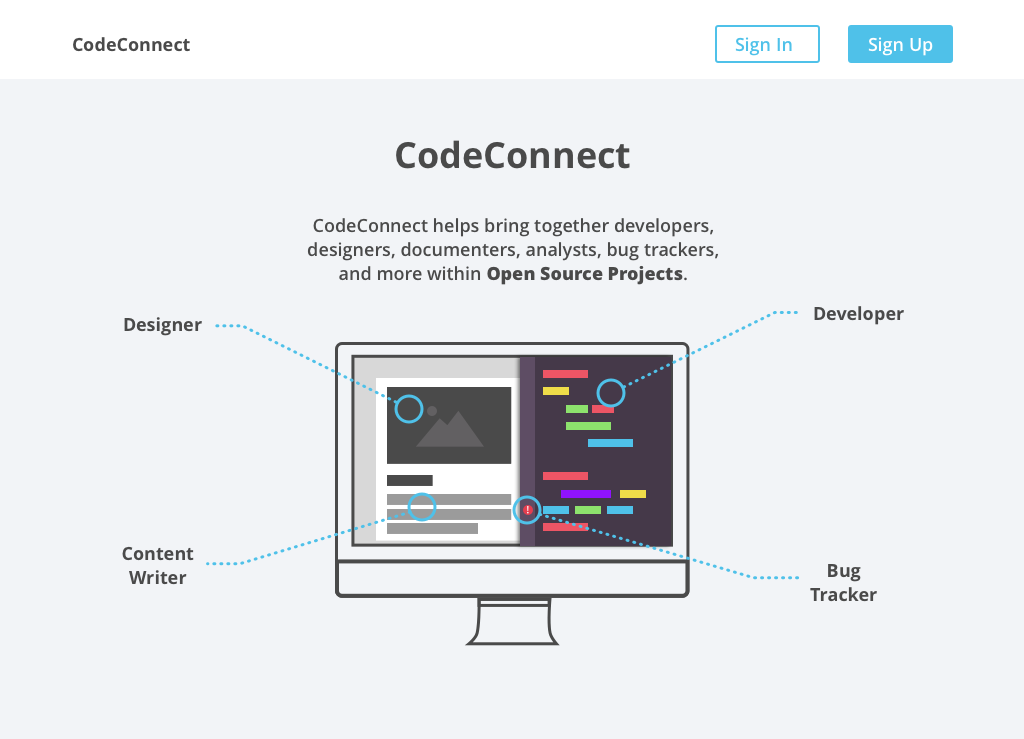 CodeConnect
Sign In
Sign Up
CodeConnect
CodeConnect helps bring together developers,
designers, documenters, analysts, bug trackers,
and more within Open Source Projects.
Designer
Developer
!
Content
Writer
Bug
Tracker